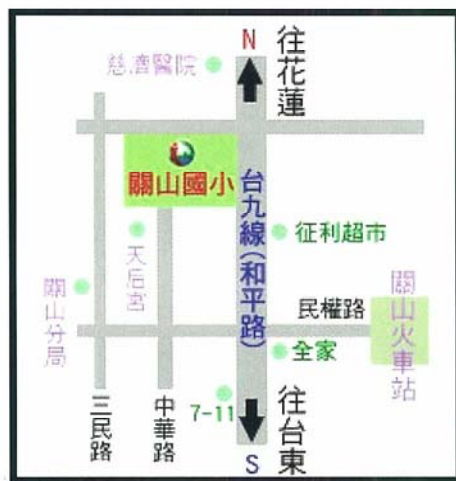 N
往花蓮
慈濟醫院
關山國小
台九線(和平路)
征利超市
天后宮
關山分局
民權路
關山火車站
全家
7-11
三民路
中華路
往台東
S